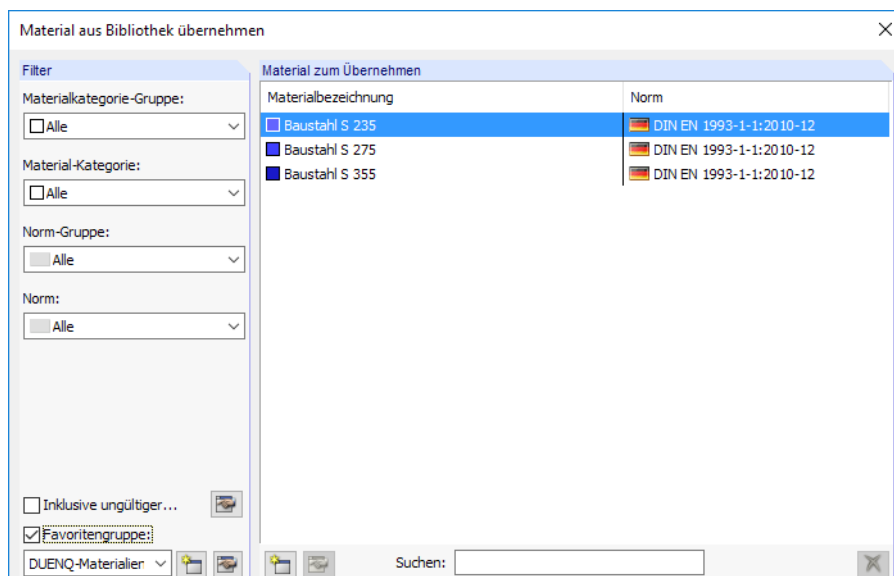 Material aus Bibliothek übernehmen
Filter
Materialkategorie-Gruppe:
Alle
Material-Kategorie:
Alle
Norm-Gruppe:
Alle
Norm:
Alle
Inklusive ungültiger...
Favoritengruppe:
DUENQ-Materialien
Material zum Übernehmen
Materialbezeichnung Norm
Baustahl S 235 DIN EN 1993-1-1:2010-12
Baustahl S 275 DIN EN 1993-1-1:2010-12
Baustahl S 355 DIN EN 1993-1-1:2010-12
Suchen: